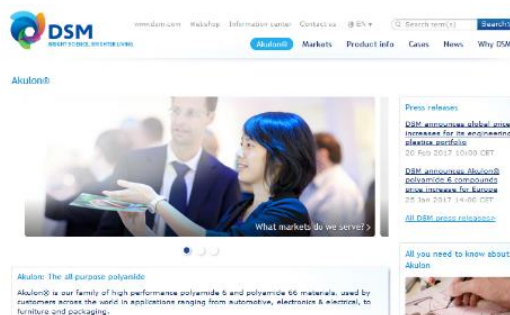 DSM
BRIGHT SCIENCE. BRIGHTER LIVING.
www.dsm.com Webshop Information center Contact us EN
Search term(s) Search
Akulon® Markets Product info Cases News Why DSM
Akulon®
What markets do we serve? >
Press releases
DSM announces global price
increases for its engineering
plastics portfolio
20 Feb 2017 10:00 CET
DSM announces Akulon®
polyamide 6 compounds
price increase for Europe
25 Jan 2017 14:00 CET
All DSM press releases>
Akulon: The all-purpose polyamide
Akulon® is our family of high performance polyamide 6 and polyamide 66 materials, used by
customers across the world in applications ranging from automotive, electronics & electrical, to
furniture and packaging.
All you need to know about
Akulon